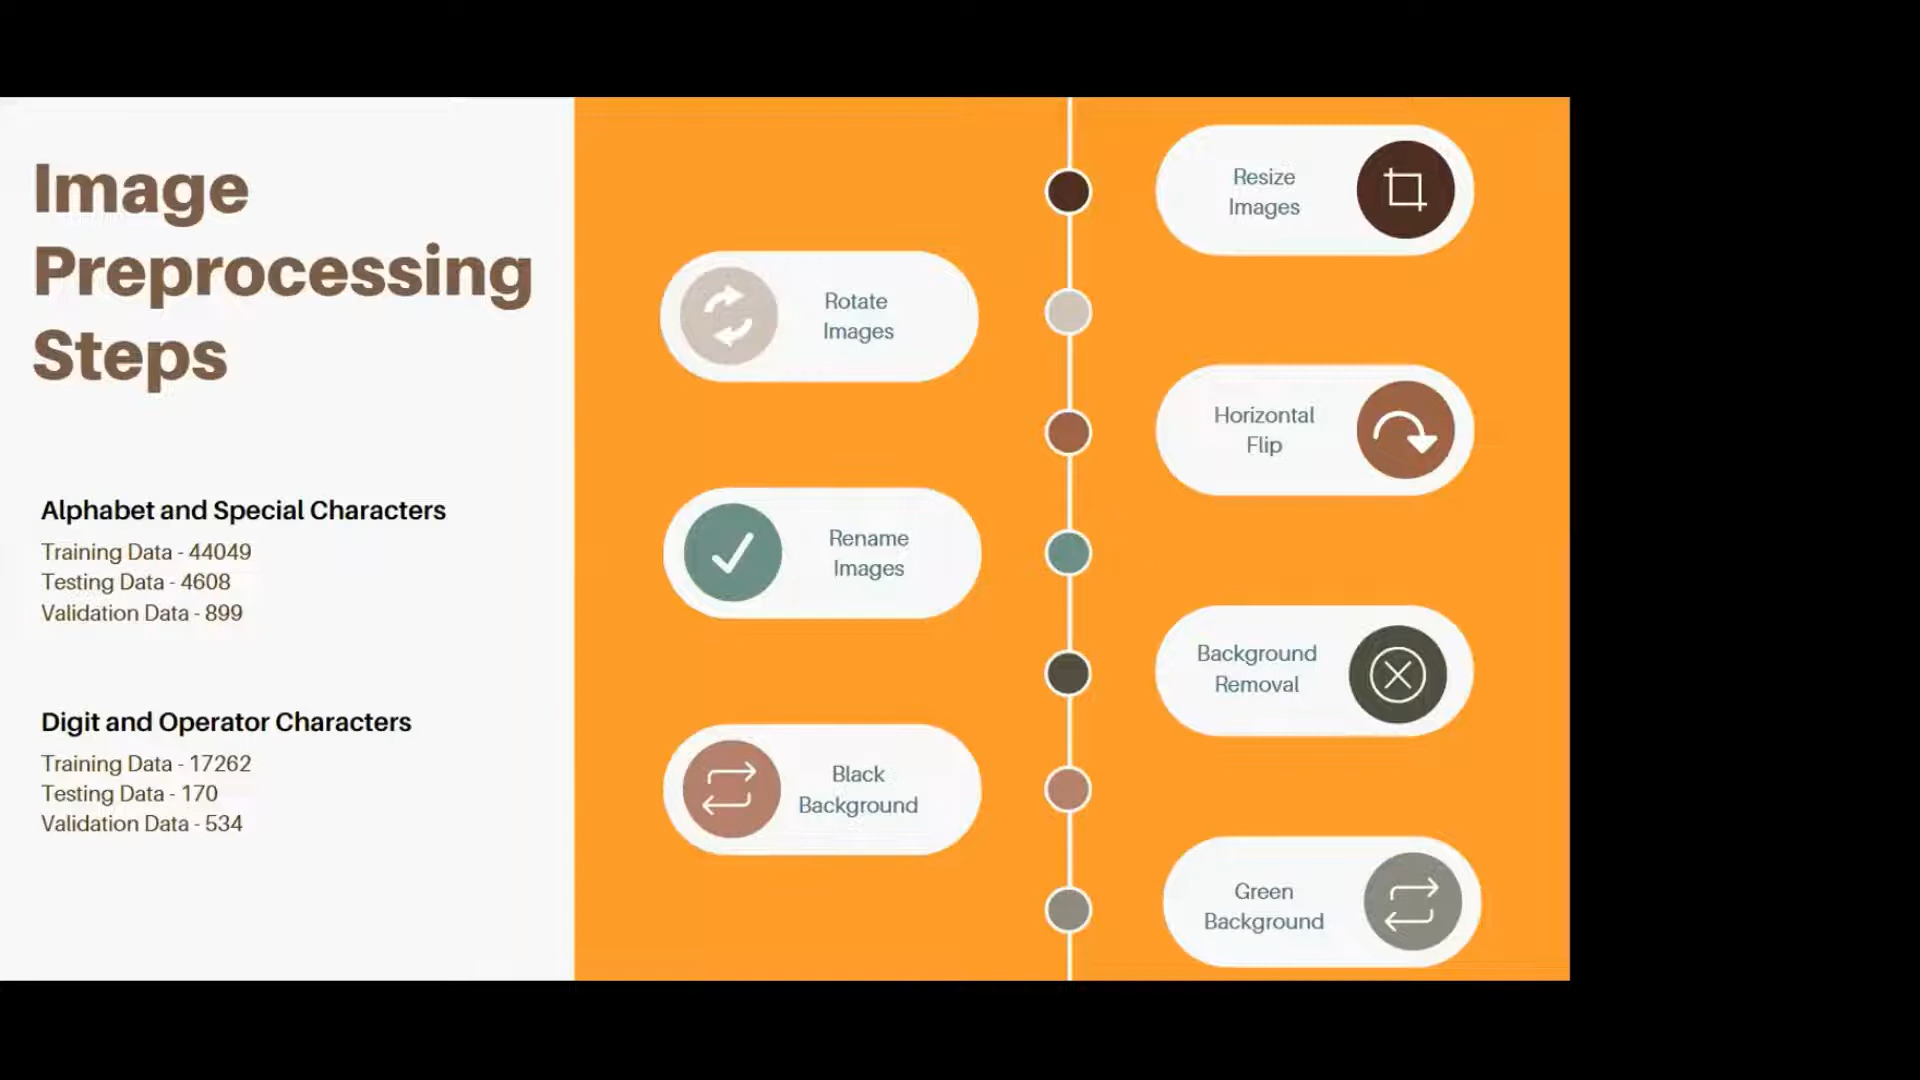 Image
Preprocessing
Steps
Alphabet and Special Characters
Training Data - 44049
Testing Data - 4608
Validation Data - 899
Digit and Operator Characters
Training Data - 17262
Testing Data - 170
Validation Data - 534
Resize
Images
Rotate
Images
Horizontal
Flip
Rename
Images
Background
Removal
Black
Background
Green
Background